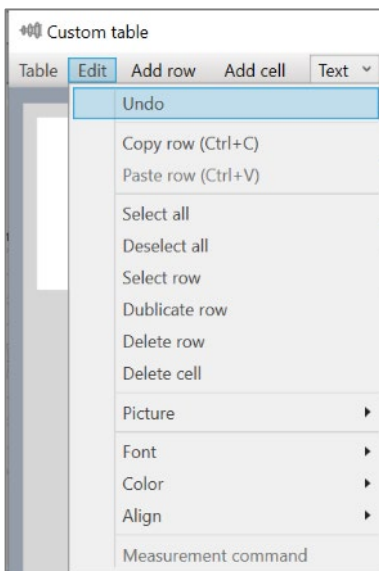 Custom table
Table Edit Add row Add cell Text
Undo
Copy row (Ctrl+C)
Paste row (Ctrl+V)
Select all
Deselect all
Select row
Dublicate row
Delete row
Delete cell
Picture
Font
Color
Align
Measurement command